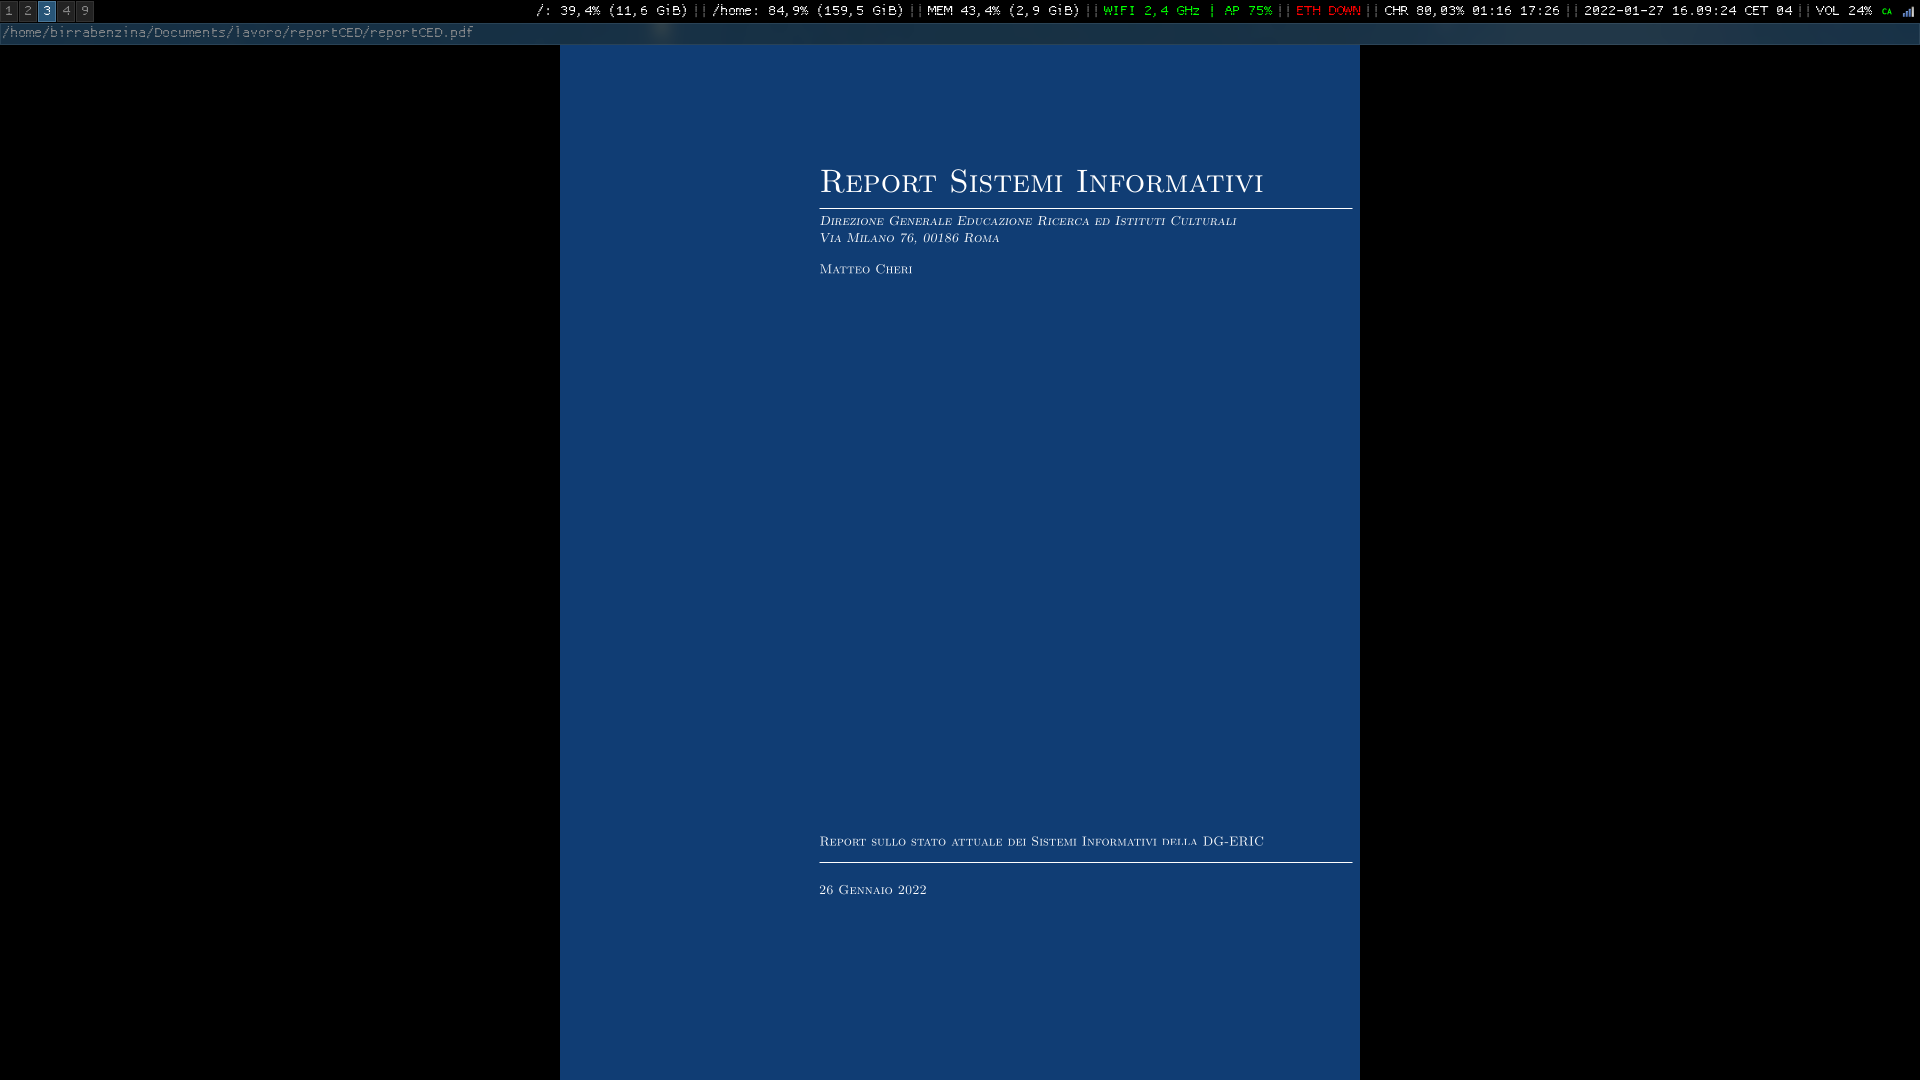 1 2 3 4 9 /: 39,4% (11,6 GiB) || /home: 84,9% (159,5 GiB) || MEM 43,4% (2,9 GiB) || WIFI 2,4 GHz | AP 75% || ETH DOWN || CHR 80,03% 01:16 17:26 || 2022-01-27 16.09:24 CET 04 || VOL 24% CA
/home/birrabenzina/Documents/lavoro/reportCED/reportCED.pdf
Report Sistemi Informativi
Direzione Generale Educazione Ricerca ed Istituti Culturali
Via Milano 76, 00186 Roma
Matteo Cheri
Report sullo stato attuale dei Sistemi Informativi della DG-ERIC
26 Gennaio 2022